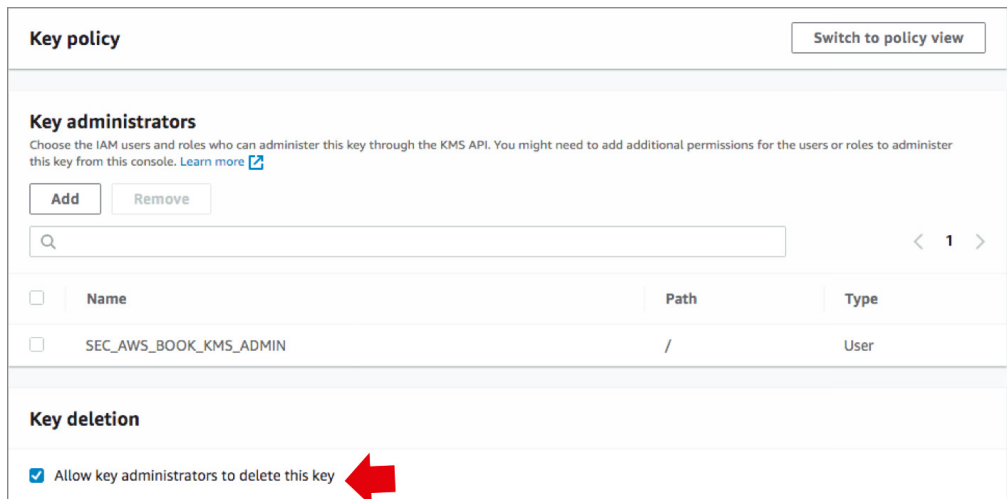 Key policy
Switch to policy view
Key administrators
Choose the IAM users and roles who can administer this key through the KMS API. You might need to add additional permissions for the users or roles to administer
this key from this console. Learn more
Add Remove
1
Name Path Type
SEC_AWS_BOOK_KMS_ADMIN / User
Key deletion
Allow key administrators to delete this key